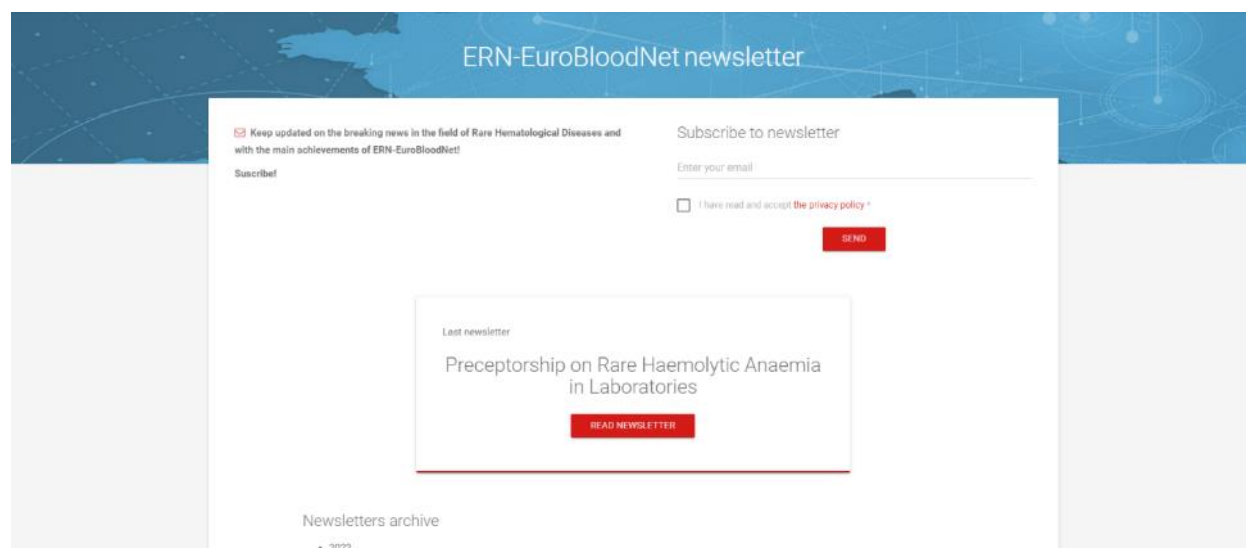 ERN-EuroBloodNet newsletter
Keep updated on the breaking news in the field of Rare Hematological Diseases and
with the main achievements of ERN-EuroBloodNet!
Suscribe!
Subscribe to newsletter
Enter your email
I have read and accept the privacy policy *
SEND
Last newsletter
Preceptorship on Rare Haemolytic Anaemia
in Laboratories
READ NEWSLETTER
Newsletters archive